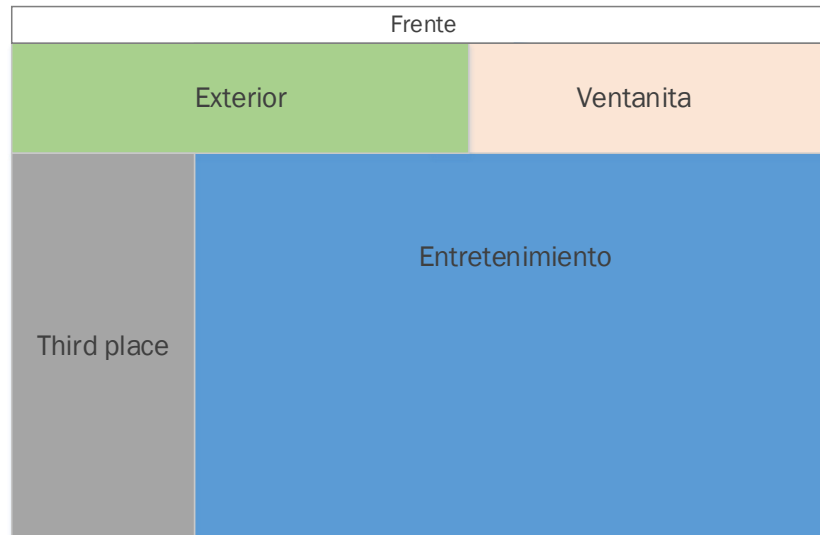 Frente
Exterior
Ventanita
Entretenimiento
Third place